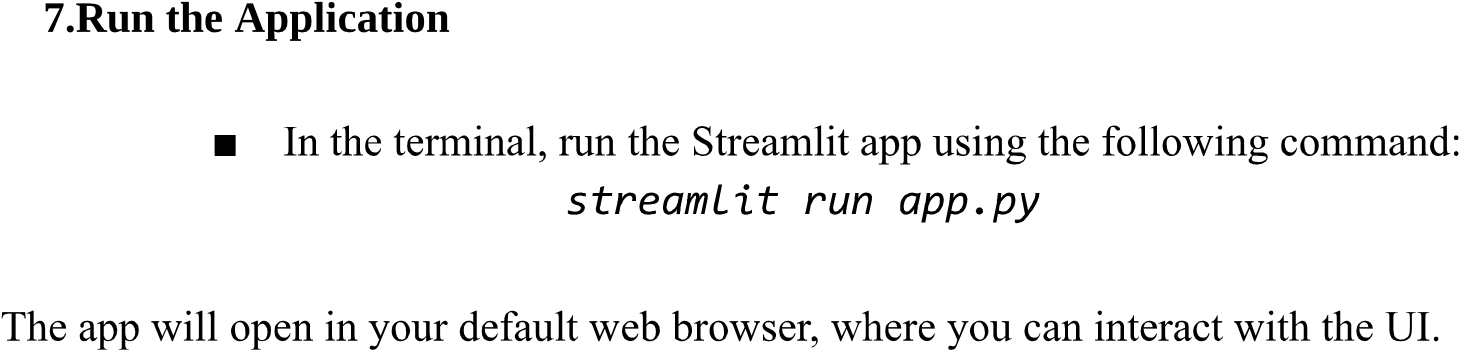 7.Run the Application
■ In the terminal, run the Streamlit app using the following command:
streamlit run app.py
The app will open in your default web browser, where you can interact with the UI.